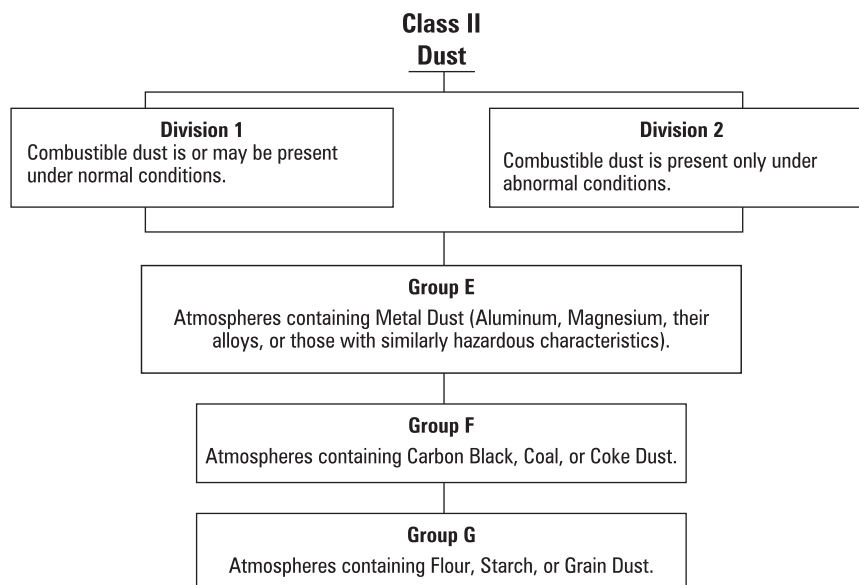 Class II
Dust
Division 1
Combustible dust is or may be present
under normal conditions.
Division 2
Combustible dust is present only under
abnormal conditions.
Group E
Atmospheres containing Metal Dust (Aluminum, Magnesium, their
alloys, or those with similarly hazardous characteristics).
Group F
Atmospheres containing Carbon Black, Coal, or Coke Dust.
Group G
Atmospheres containing Flour, Starch, or Grain Dust.